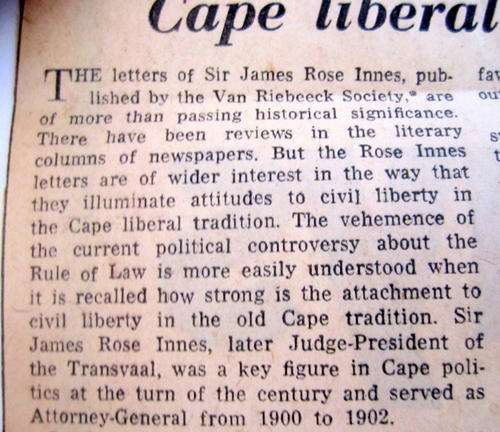 Cape liberal
THE letters of Sir James Rose Innes, pub-
lished by the Van Riebeeck Society,* are
of more than passing historical significance.
There have been reviews in the literary
columns of newspapers. But the Rose Innes
letters are of wider interest in the way that
they illuminate attitudes to civil liberty in
the Cape liberal tradition. The vehemence of
the current political controversy about the
Rule of Law is more easily understood when
it is recalled how strong is the attachment to
civil liberty in the old Cape tradition. Sir
James Rose Innes, later Judge-President of
the Transvaal, was a key figure in Cape poli-
tics at the turn of the century and served as
Attorney-General from 1900 to 1902.